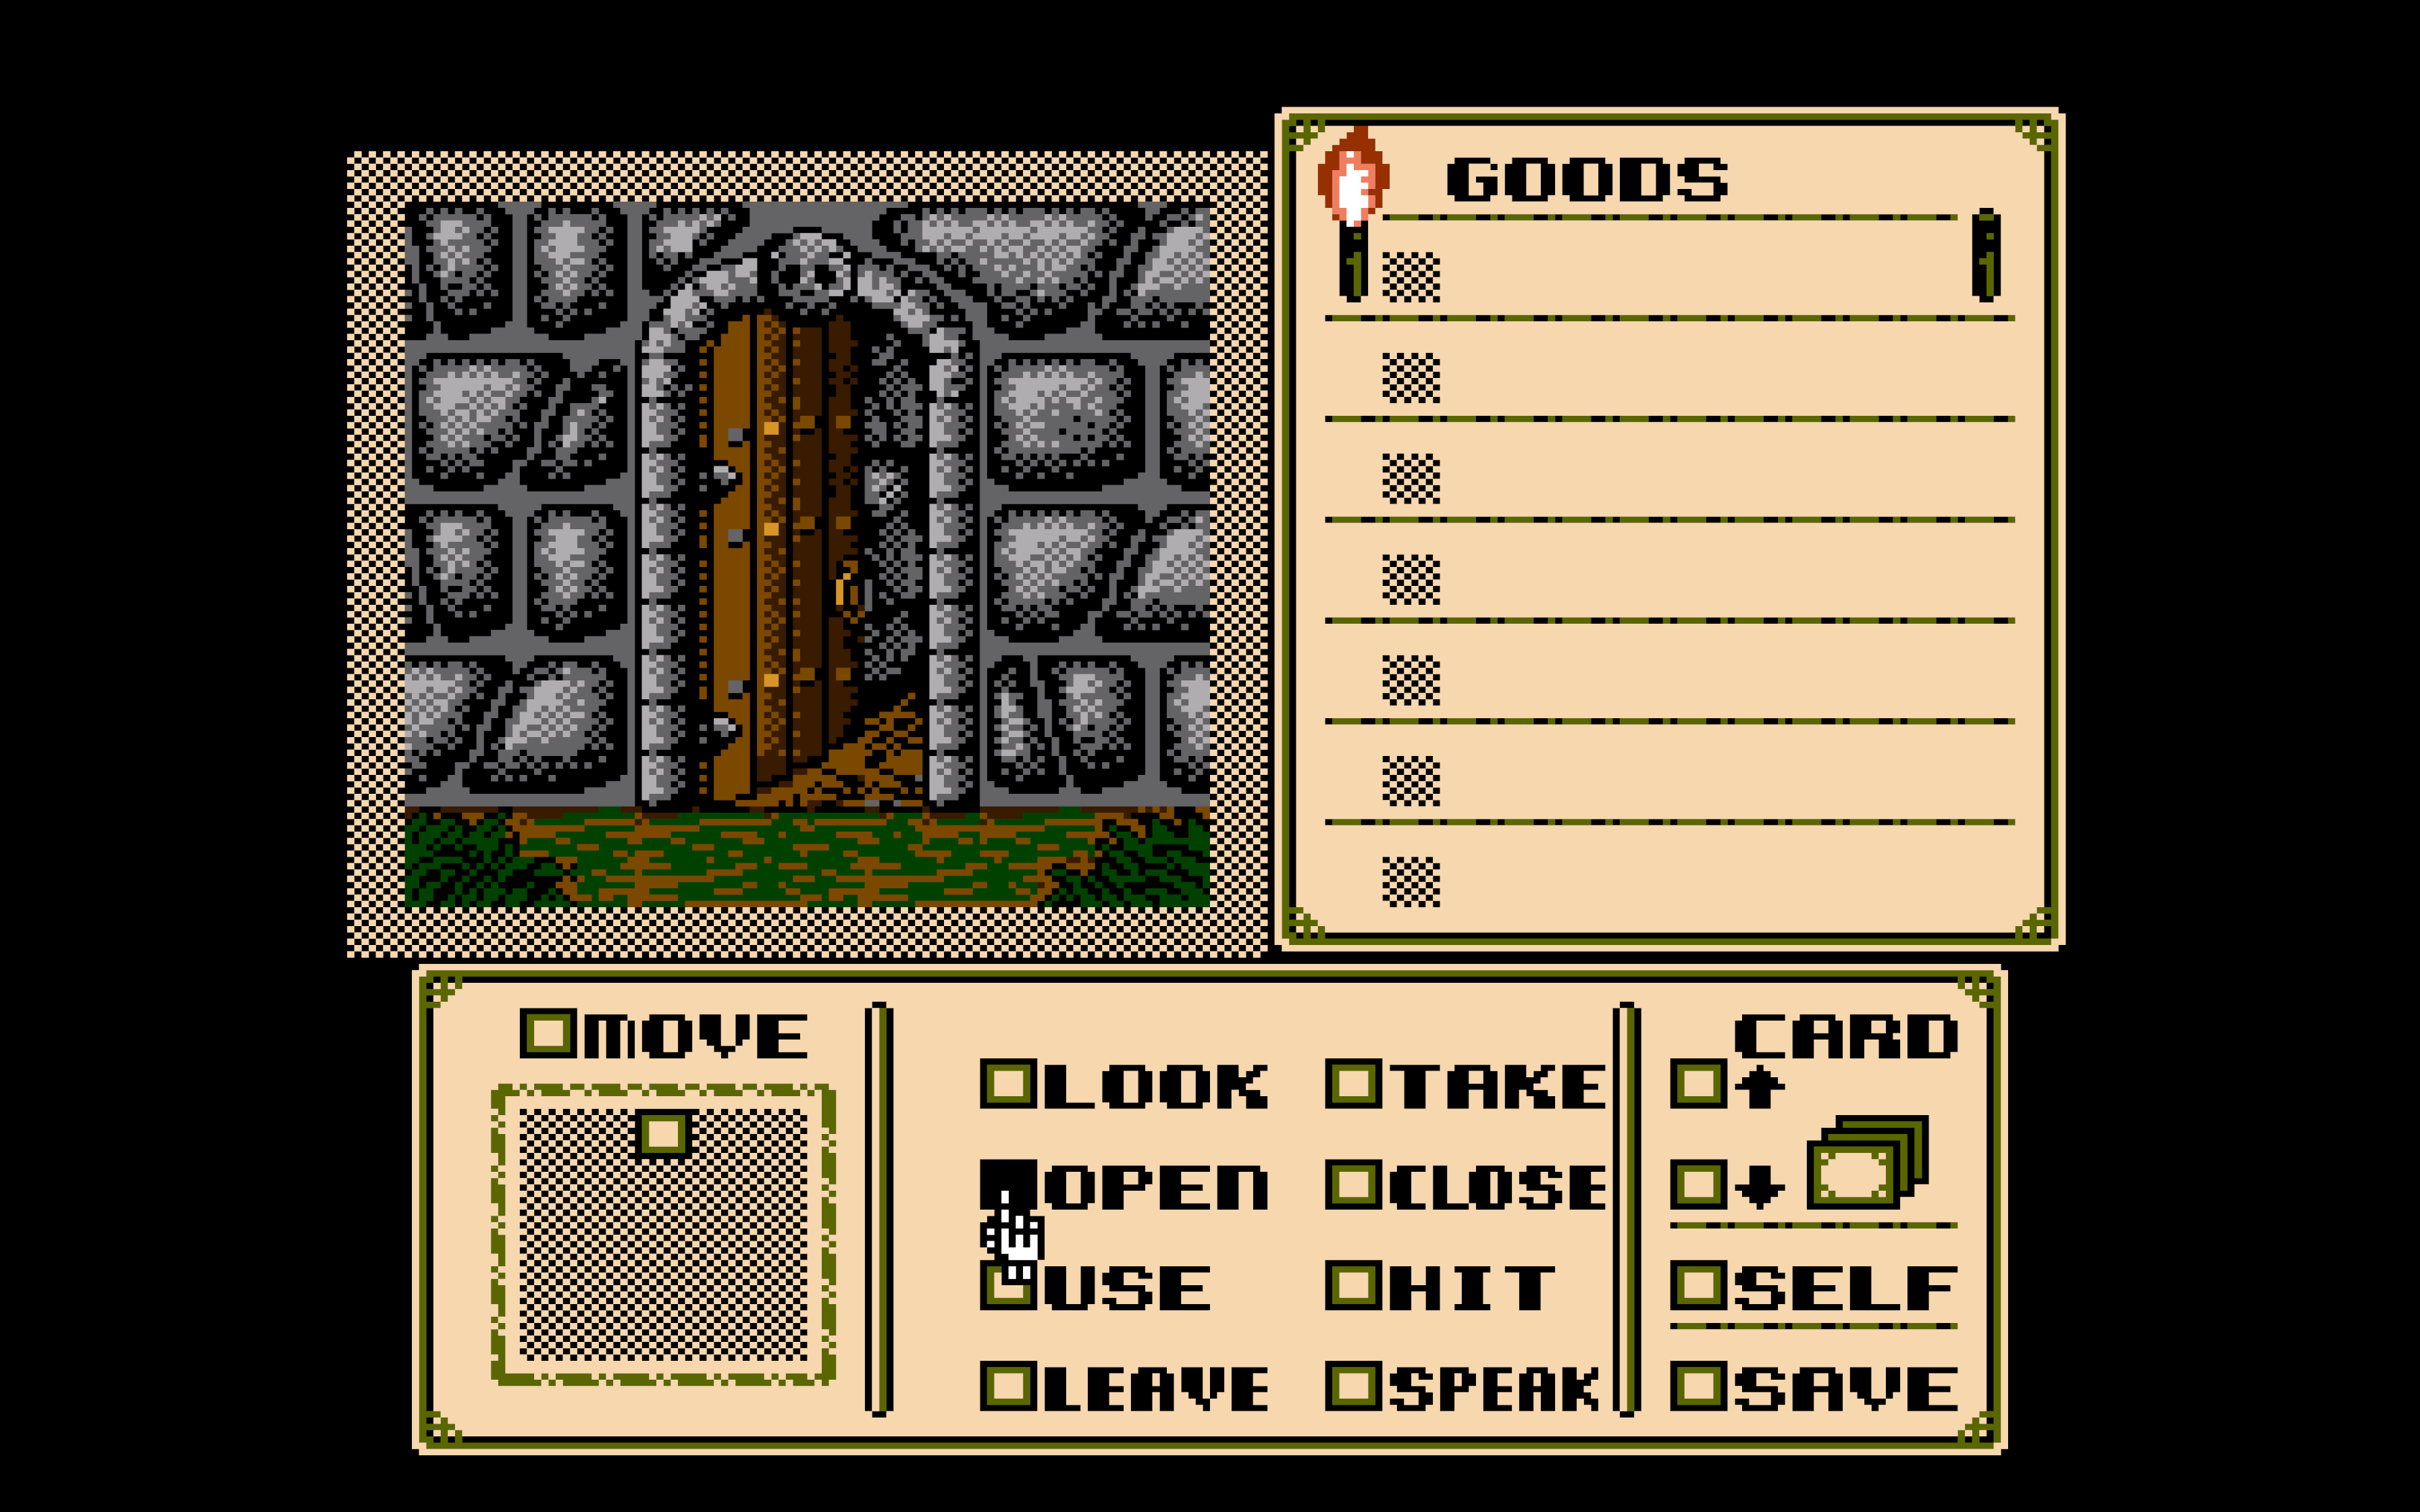 GOODS
MOVE
LOOK TAKE
OPEN CLOSE
USE HIT
LEAVE SPEAK
CARD
SELF
SAVE